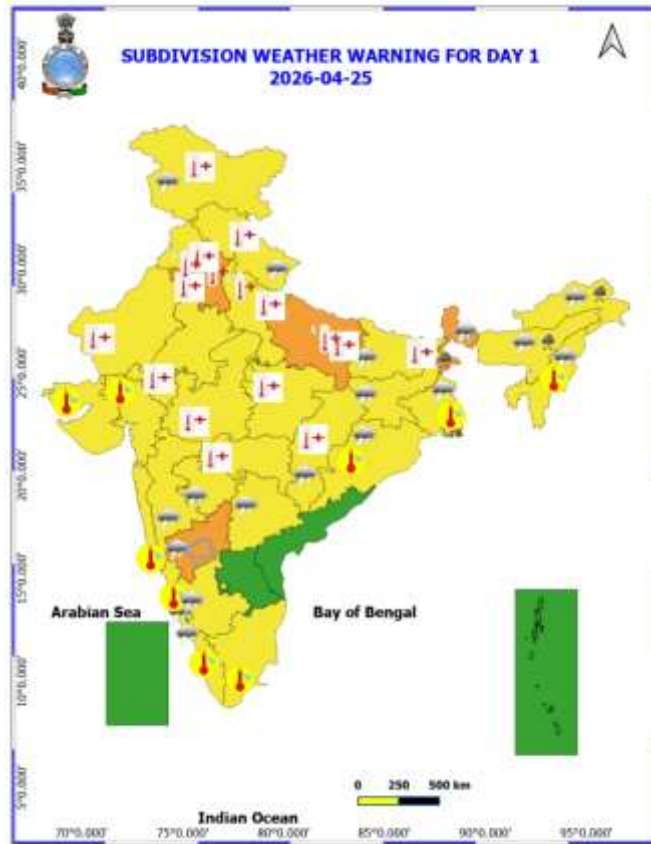 SUBDIVISION WEATHER WARNING FOR DAY 1
2026-04-25
40°0.000'
35°0.000'
30°0.000'
25°0.000'
20°0.000'
15°0.000'
10°0.000'
5°0.000'
Arabian Sea
Bay of Bengal
0 250 500 km
Indian Ocean
70°0.000' 75°0.000' 80°0.000' 85°0.000' 90°0.000' 95°0.000'